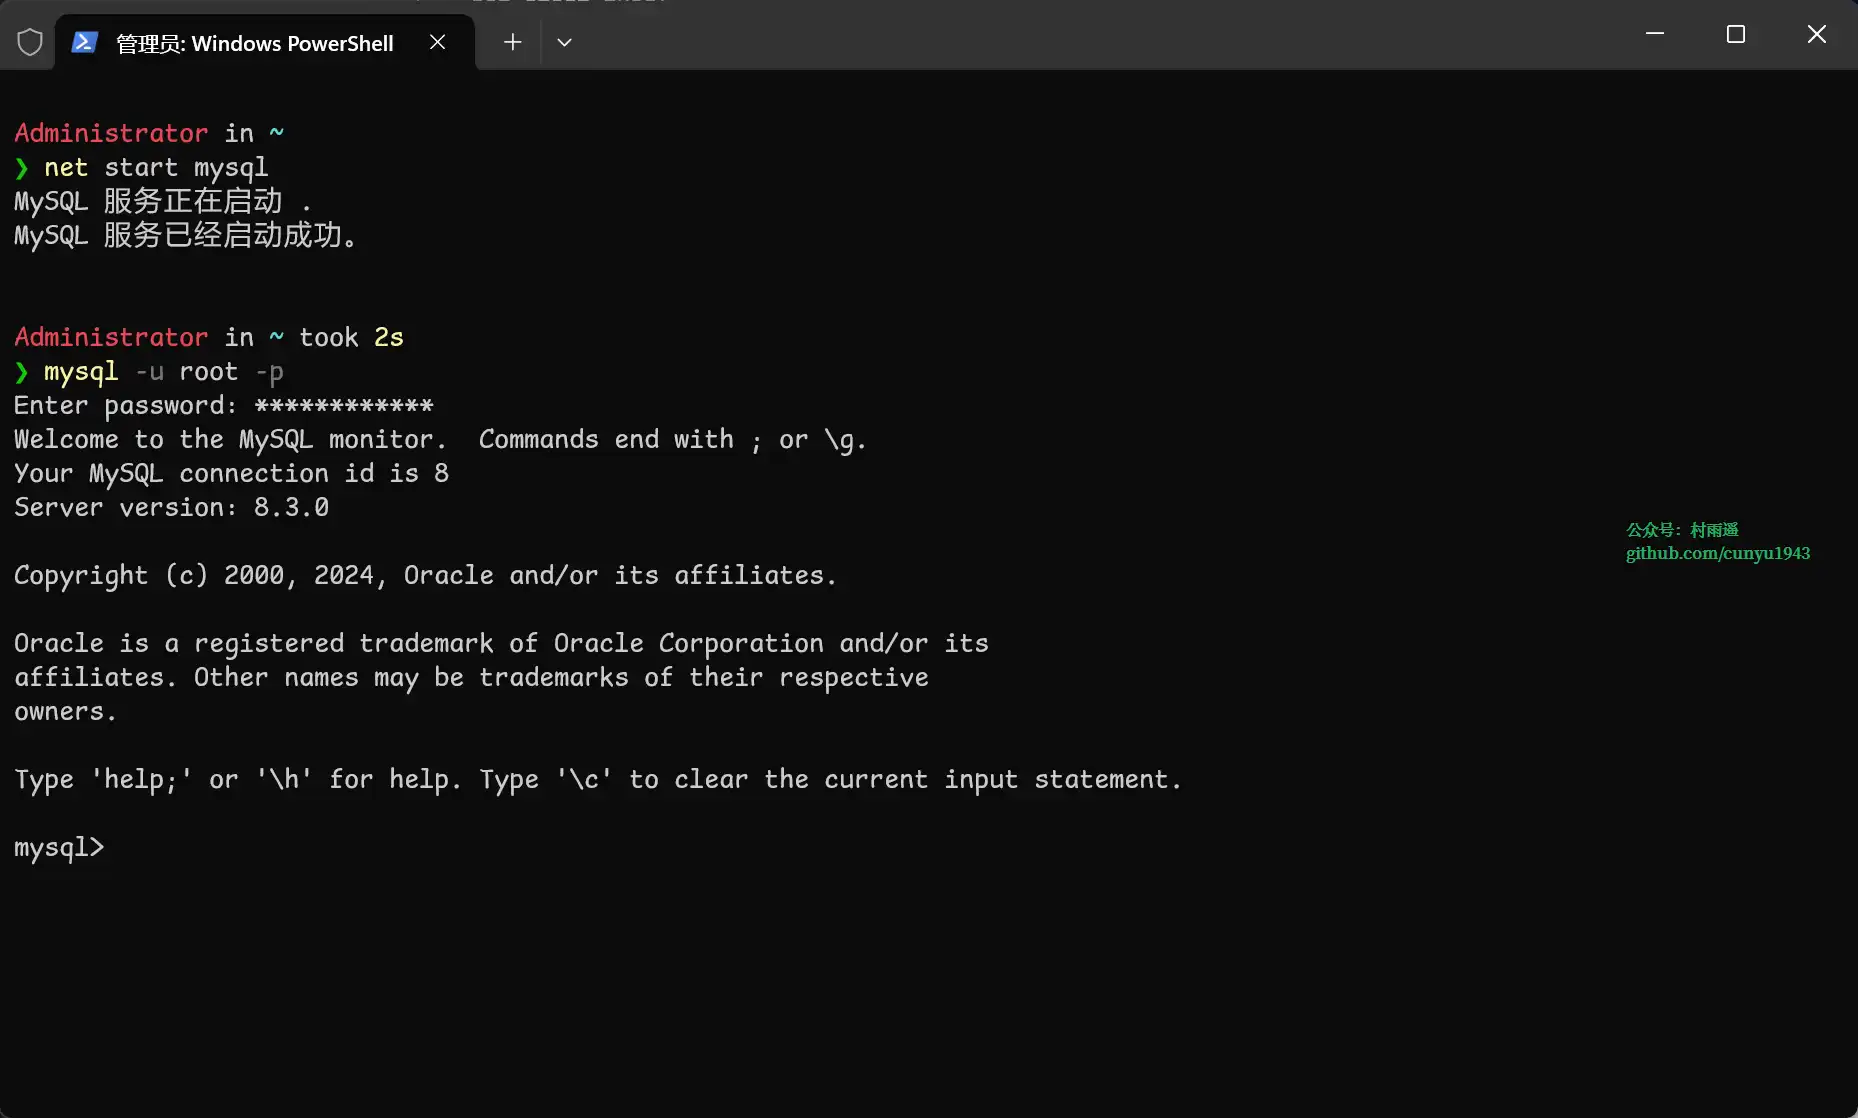 管理员: Windows PowerShell
Administrator in ~
❯ net start mysql
MySQL 服务正在启动 .
MySQL 服务已经启动成功。
Administrator in ~ took 2s
❯ mysql -u root -p
Enter password: ************
Welcome to the MySQL monitor.  Commands end with ; or \g.
Your MySQL connection id is 8
Server version: 8.3.0
公众号: 村雨遥
github.com/cunyu1943
Copyright (c) 2000, 2024, Oracle and/or its affiliates.
Oracle is a registered trademark of Oracle Corporation and/or its
affiliates. Other names may be trademarks of their respective
owners.
Type 'help;' or '\h' for help. Type '\c' to clear the current input statement.
mysql>